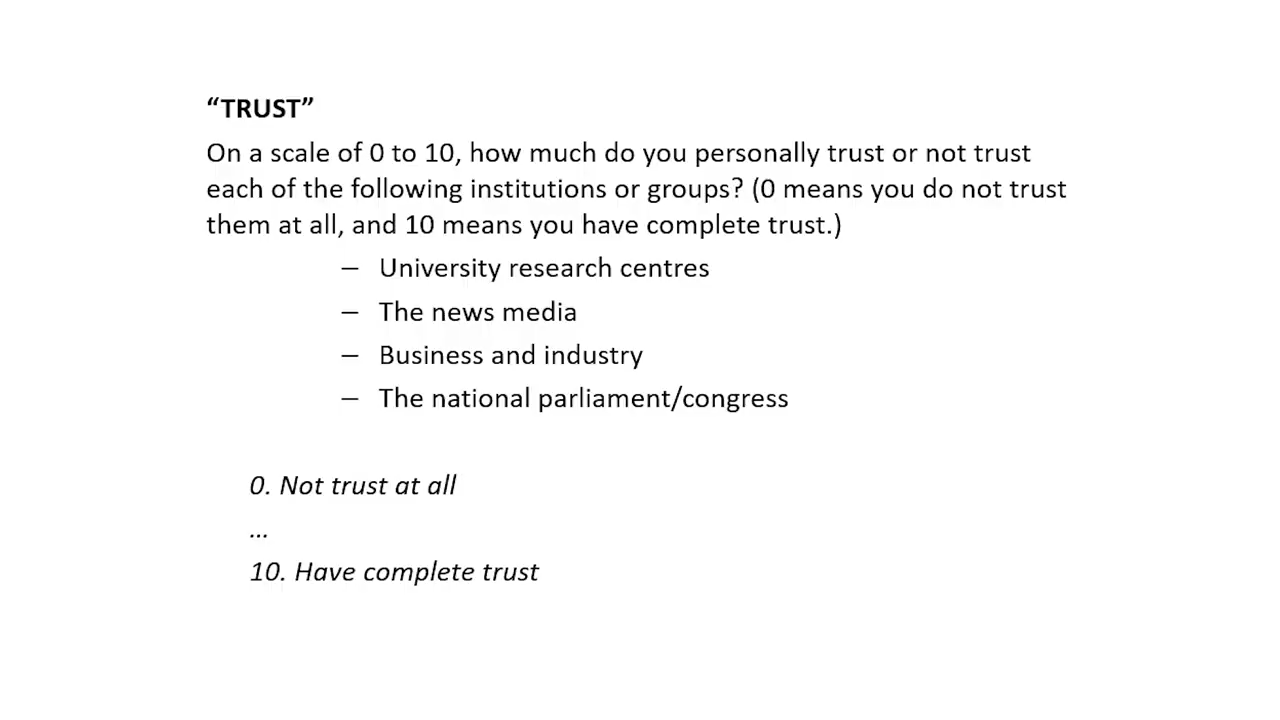 “TRUST”
On a scale of 0 to 10, how much do you personally trust or not trust
each of the following institutions or groups? (0 means you do not trust
them at all, and 10 means you have complete trust.)
– University research centres
– The news media
– Business and industry
– The national parliament/congress
0. Not trust at all
...
10. Have complete trust